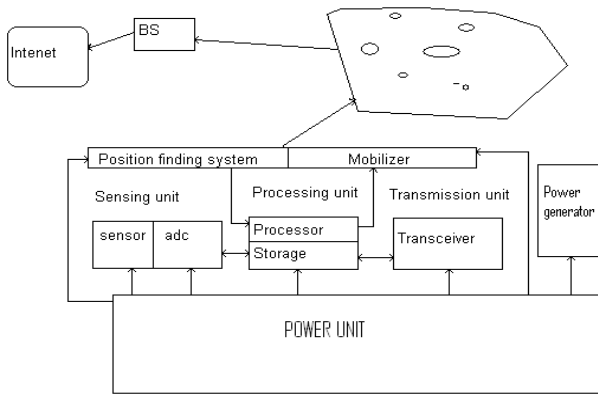 BS
Intenet
Position finding system
Mobilizer
Sensing unit
Processing unit
Transmission unit
Power
generator
sensor
adc
Processor
Storage
Transceiver
POWER UNIT